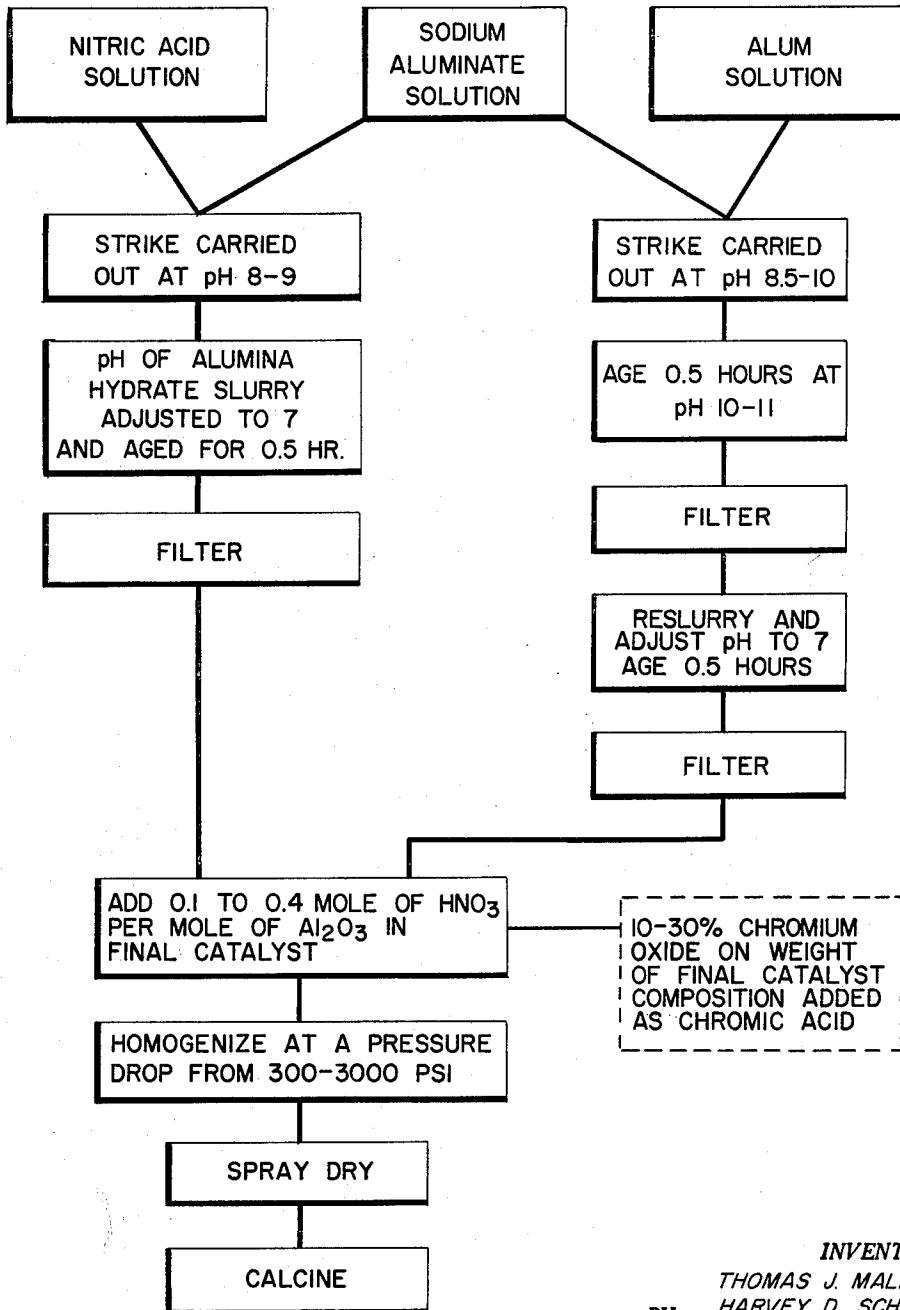 NITRIC ACID
SOLUTION
SODIUM
ALUMINATE
SOLUTION
ALUM
SOLUTION
STRIKE CARRIED
OUT AT pH 8-9
STRIKE CARRIED
OUT AT pH 8.5-10
pH OF ALUMINA
HYDRATE SLURRY
ADJUSTED TO 7
AND AGED FOR 0.5 HR.
AGE 0.5 HOURS AT
pH 10-11
FILTER
FILTER
RESLURRY AND
ADJUST pH TO 7
AGE 0.5 HOURS
FILTER
ADD 0.1 TO 0.4 MOLE OF HNO3
PER MOLE OF Al2O3 IN
FINAL CATALYST
10-30% CHROMIUM
OXIDE ON WEIGHT
OF FINAL CATALYST
COMPOSITION ADDED
AS CHROMIC ACID
HOMOGENIZE AT A PRESSURE
DROP FROM 300-3000 PSI
SPRAY DRY
CALCINE
INVENT
THOMAS J. MAL
HARVEY D. SCH